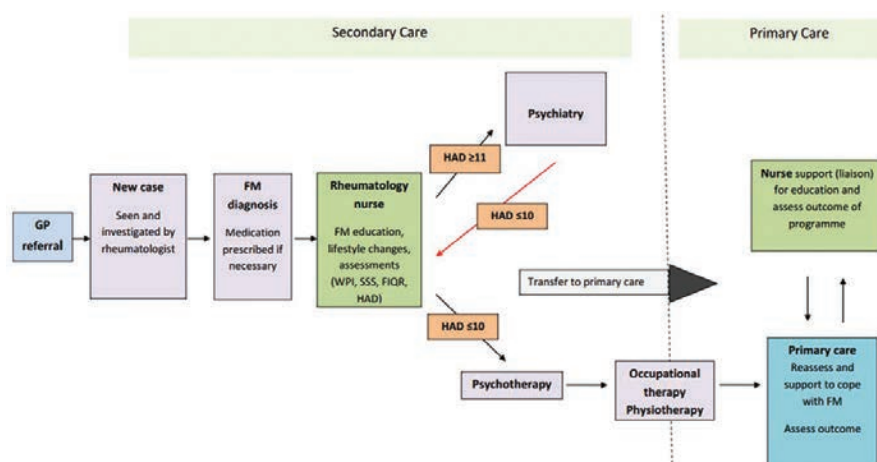 Secondary Care
Primary Care
Psychiatry
HAD ≥11
HAD ≤10
GP
referral
New case
Seen and
investigated by
rheumatologist
FM
diagnosis
Medication
prescribed if
necessary
Rheumatology
nurse
FM education,
lifestyle changes,
assessments
(WPI, SSS, FIQR,
HAD)
HAD ≤10
Psychotherapy
Occupational
therapy
Physiotherapy
Transfer to primary care
Nurse support (liaison)
for education and
assess outcome of
programme
Primary care
Reassess and
support to cope
with FM
Assess outcome